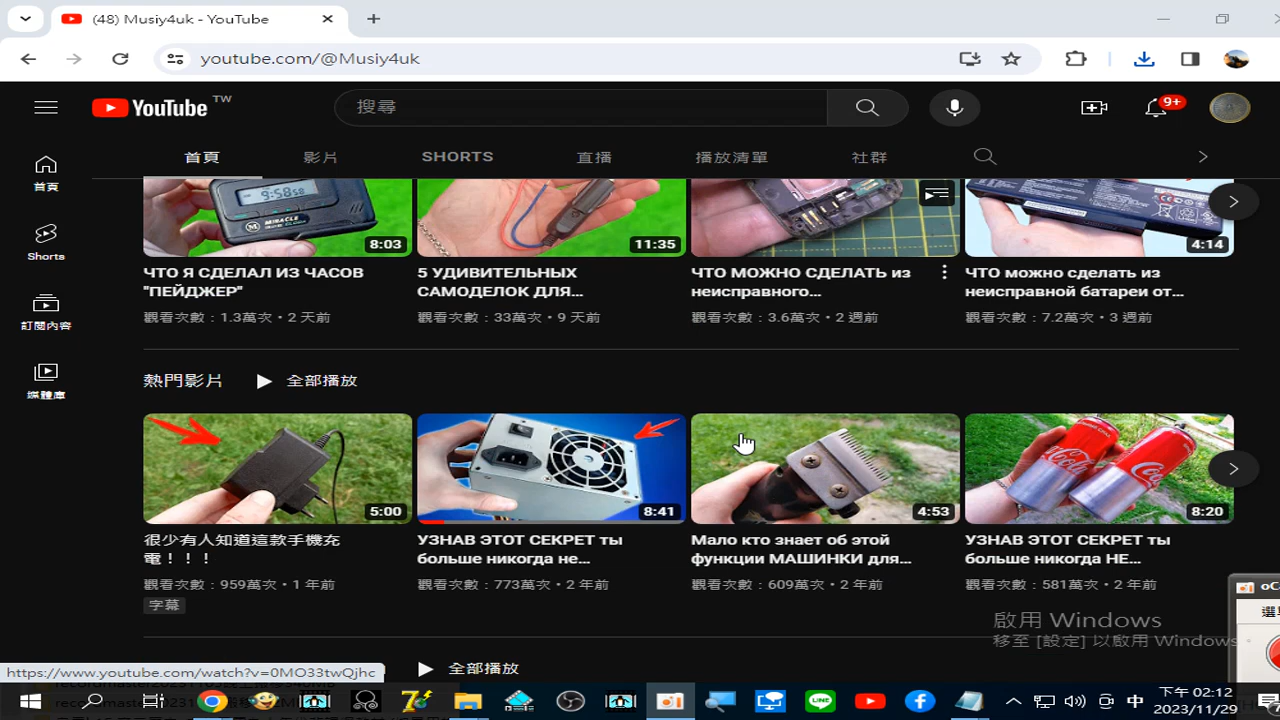 (48) Musiy4uk - YouTube
youtube.com/@Musiy4uk
YouTube TW
搜尋
9+
首頁
影片
SHORTS
直播
播放清單
社群
首頁
Shorts
訂閱內容
媒體庫
9:58 58
MIRACLE
8:03
11:35
4:14
ЧТО Я СДЕЛАЛ ИЗ ЧАСОВ
"ПЕЙДЖЕР"
觀看次數：1.3萬次・2 天前
5 УДИВИТЕЛЬНЫХ
САМОДЕЛОК ДЛЯ...
觀看次數：33萬次・9 天前
ЧТО МОЖНО СДЕЛАТЬ из
неисправного...
觀看次數：3.6萬次・2 週前
ЧТО можно сделать из
неисправной батареи от...
觀看次數：7.2萬次・3 週前
熱門影片
全部播放
5:00
8:41
4:53
8:20
很少有人知道這款手機充
電！！！
觀看次數：959萬次・1 年前
字幕
УЗНАВ ЭТОТ СЕКРЕТ ты
больше никогда не...
觀看次數：773萬次・2 年前
Мало кто знает об этой
функции МАШИНКИ для...
觀看次數：609萬次・2 年前
УЗНАВ ЭТОТ СЕКРЕТ ты
больше никогда НЕ...
觀看次數：581萬次・2 年前
啟用 Windows
移至 [設定] 以啟用 Windows。
oC
選
https://www.youtube.com/watch?v=0MO33twQjhc
全部播放
中
下午 02:12
2023/11/29